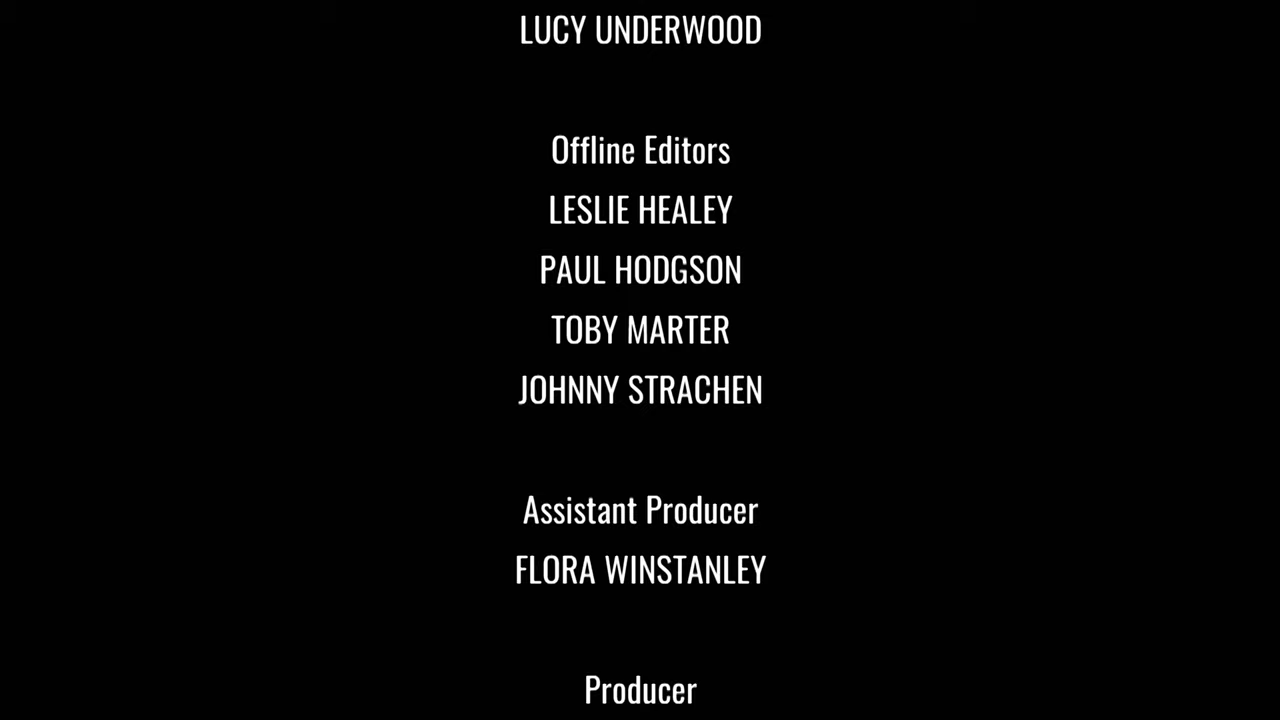 LUCY UNDERWOOD
Offline Editors
LESLIE HEALEY
PAUL HODGSON
TOBY MARTER
JOHNNY STRACHEN
Assistant Producer
FLORA WINSTANLEY
Producer